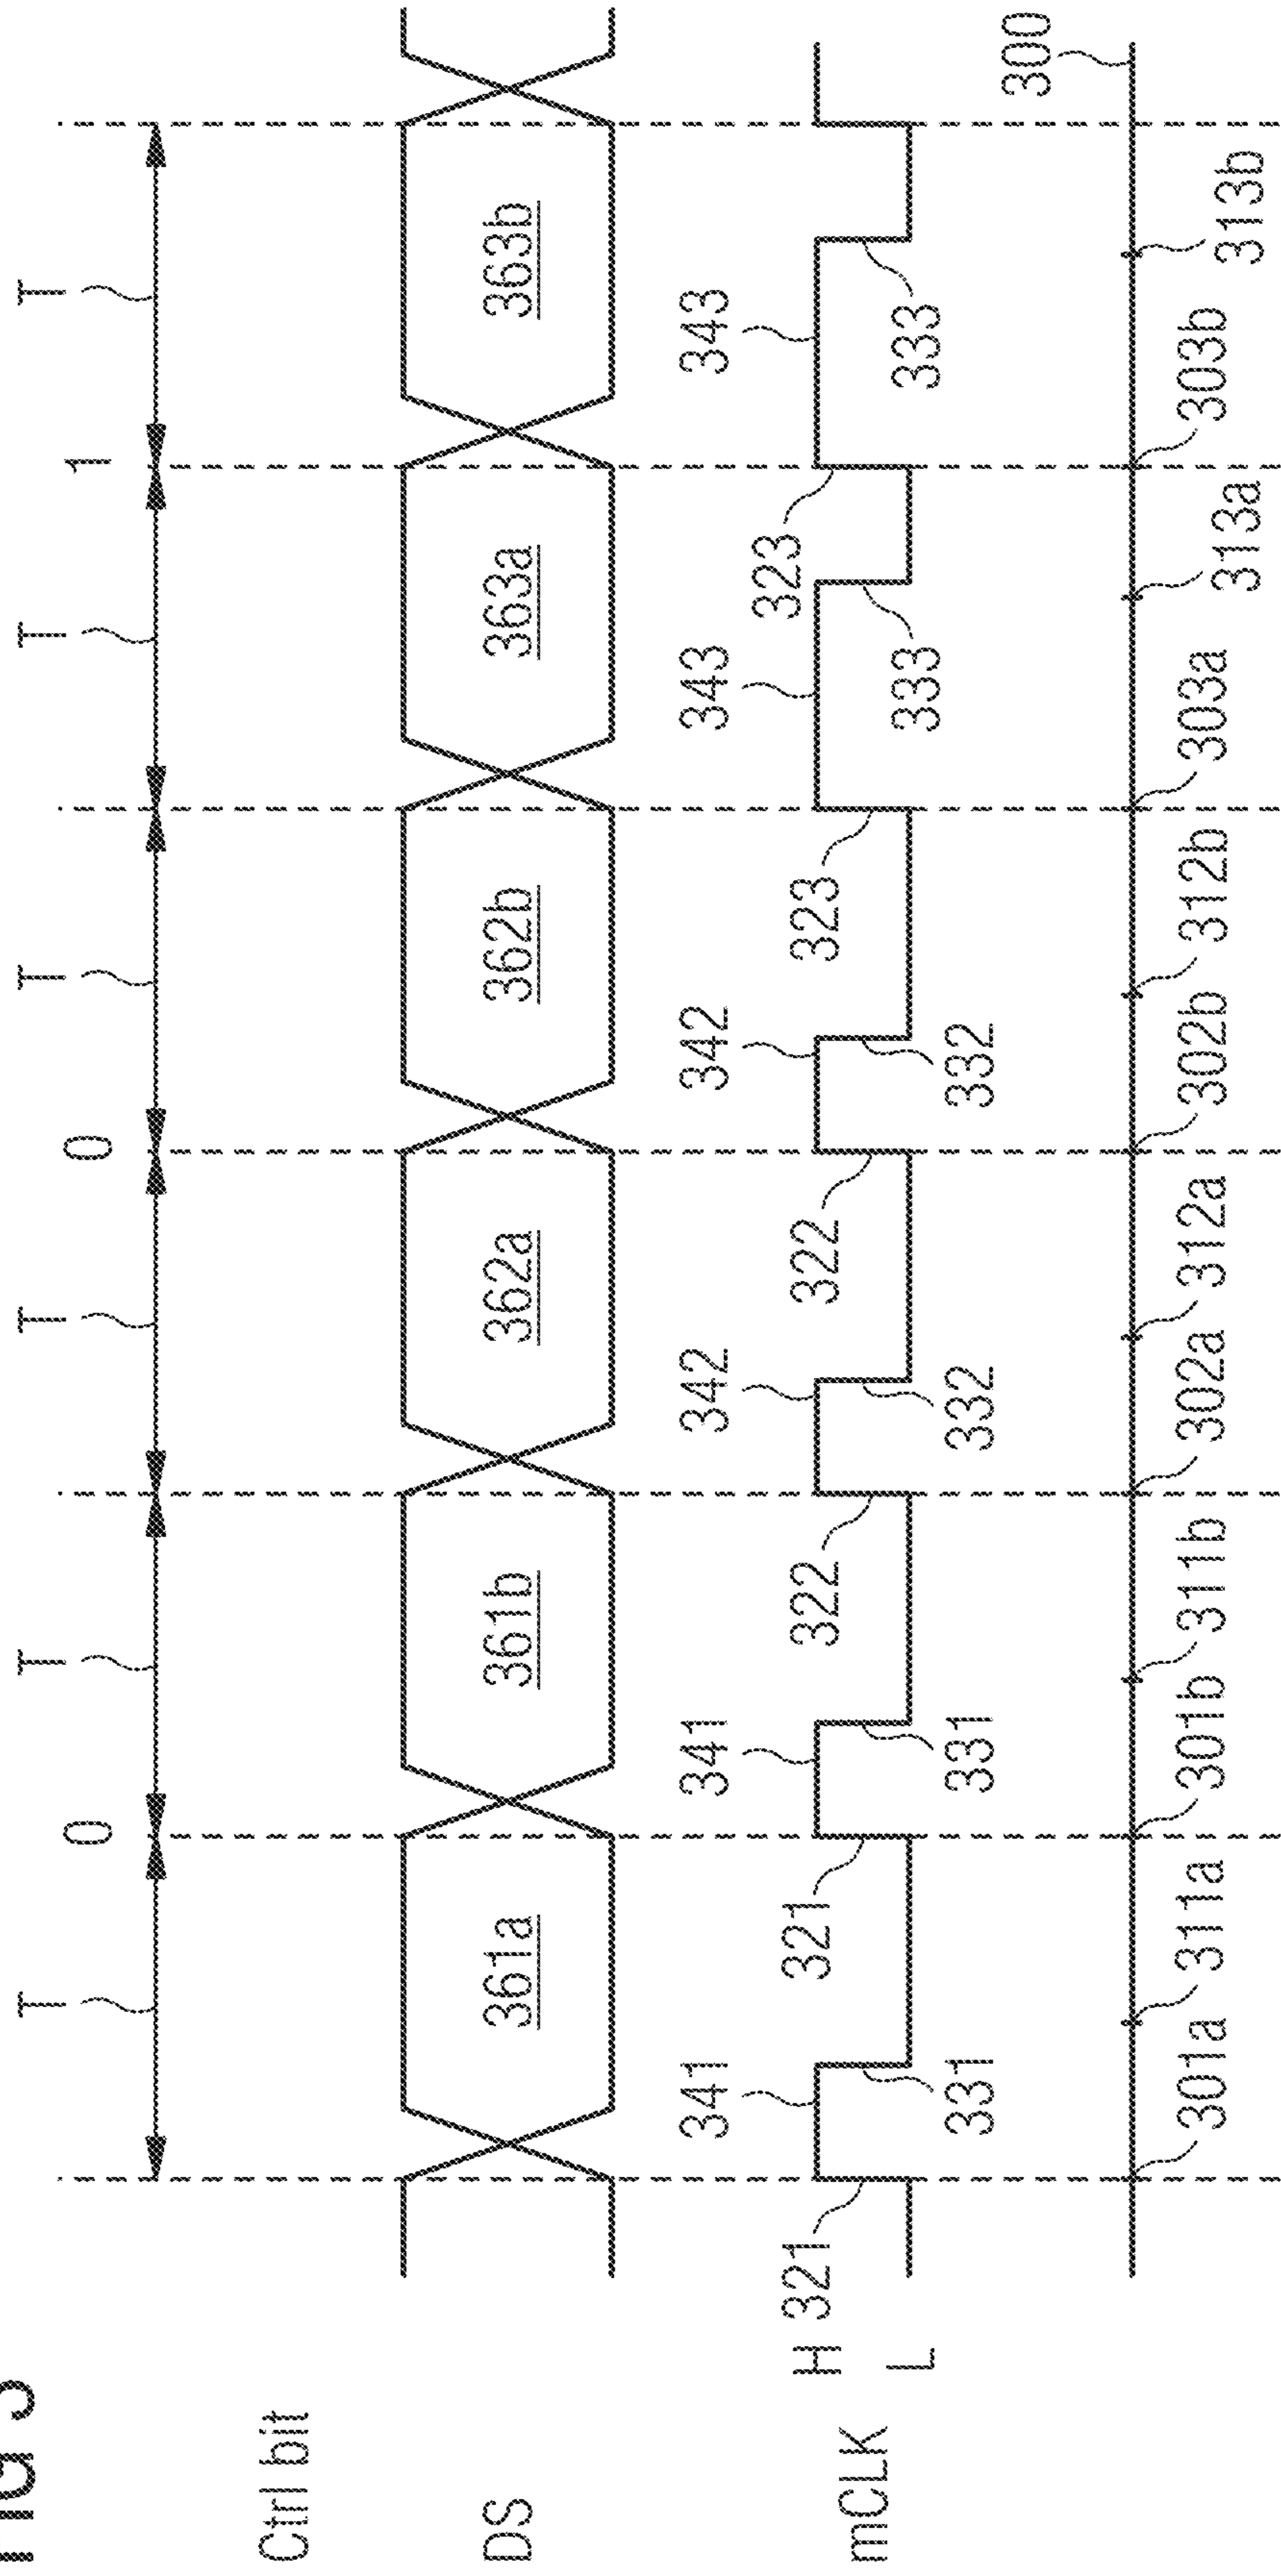 FIG 3
T T T T T T
0 0 1
Ctrl bit
DS 361a 361b 362a 362b 363a 363b
341 341 342 342 343 343
mCLK
H 321 321 322 322 323 323
L
331 331 332 332 333 333
300
301a 311a 301b 311b 302a 312a 302b 312b 303a 313a 303b 313b